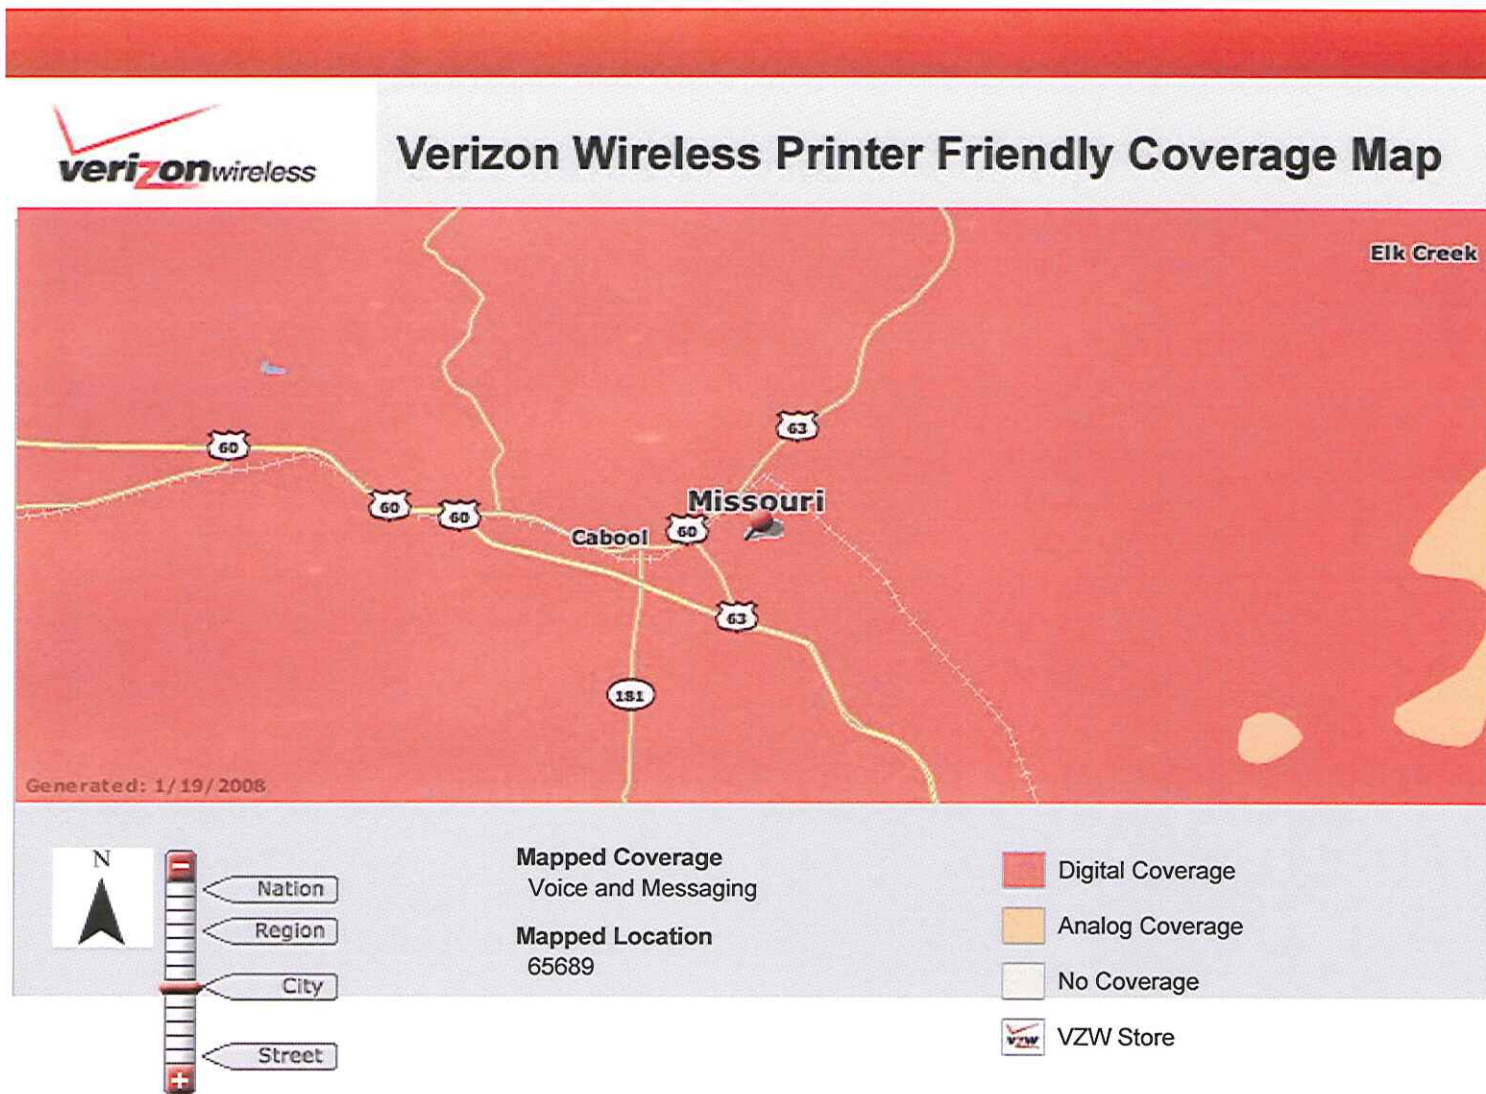 verizonwireless
Verizon Wireless Printer Friendly Coverage Map
Elk Creek
63
60
60
60
Missouri
Cabool
60
63
181
Generated: 1/19/2008
N
Nation
Region
City
Street
Mapped Coverage
Voice and Messaging
Mapped Location
65689
Digital Coverage
Analog Coverage
No Coverage
vzw
VZW Store